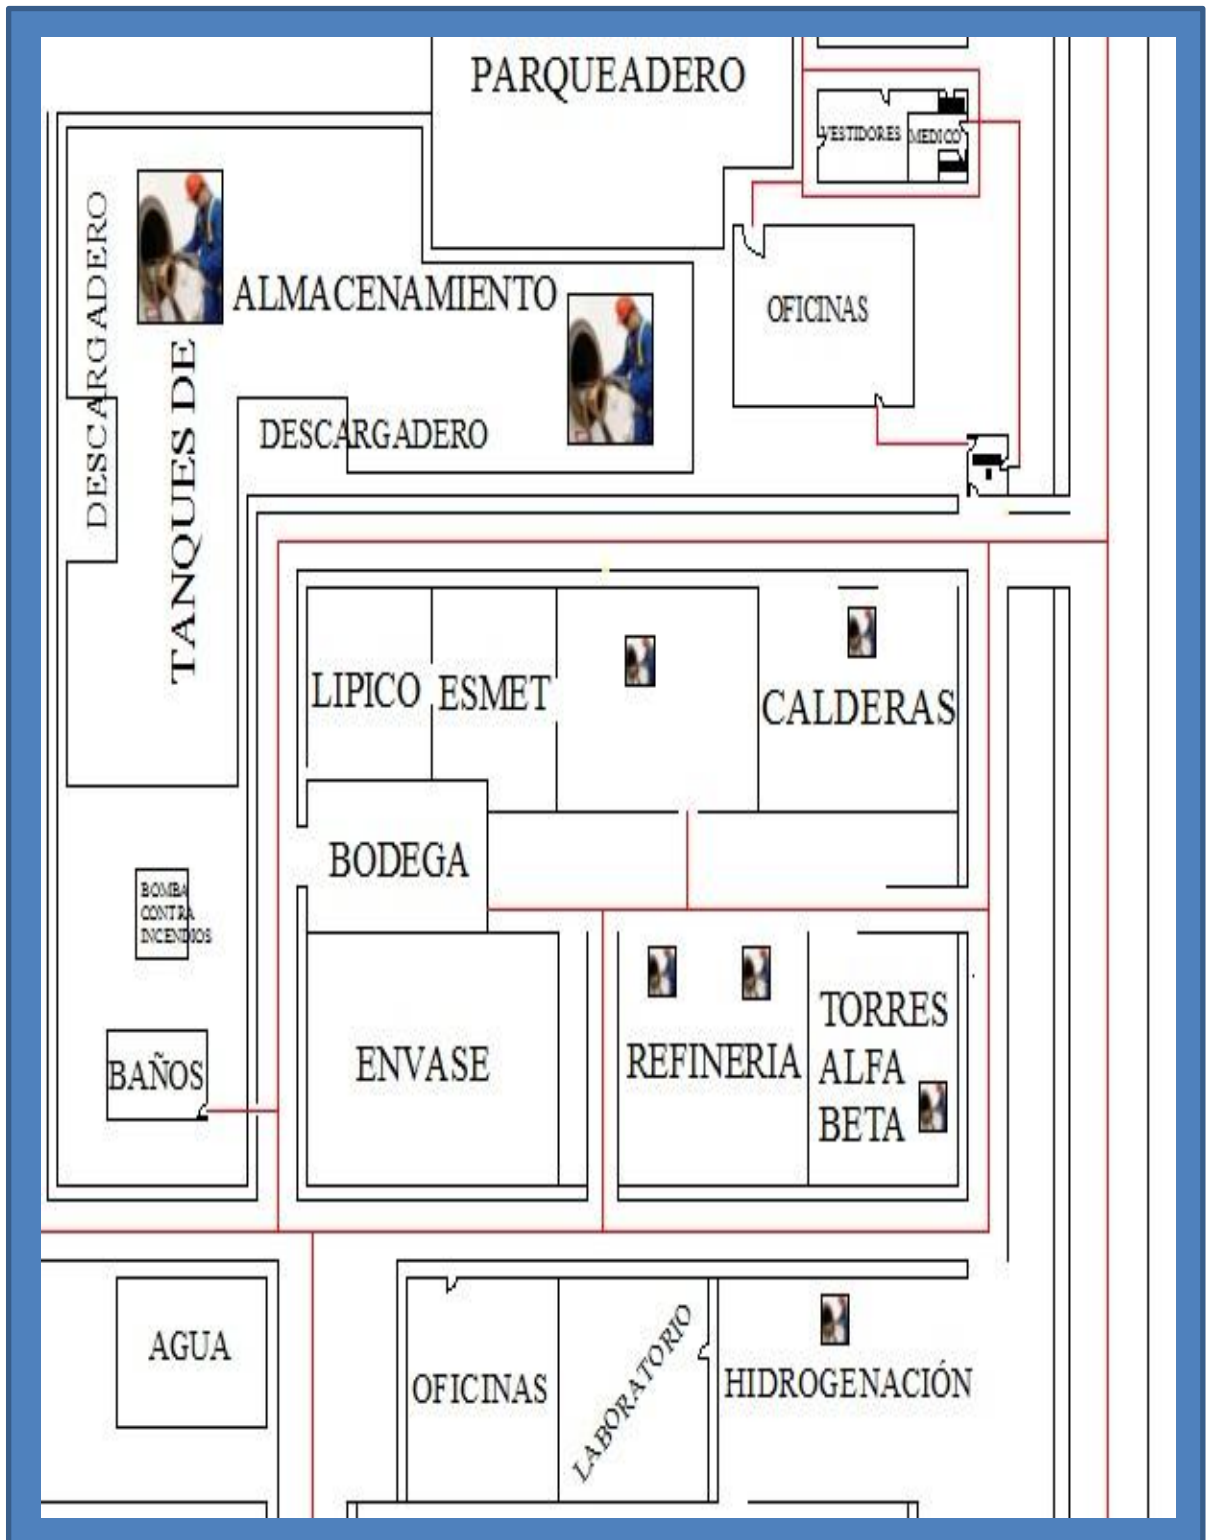 PARQUEADERO
VESTIDORES
MEDICO
DESCARGADERO
TANQUES DE
ALMACENAMIENTO
OFICINAS
DESCARGADERO
LIPICO
ESMET
CALDERAS
BODEGA
BOMBA
CONTRA
INCENDIOS
BAÑOS
ENVASE
REFINERIA
TORRES
ALFA
BETA
AGUA
OFICINAS
LABORATORIO
HIDROGENACIÓN